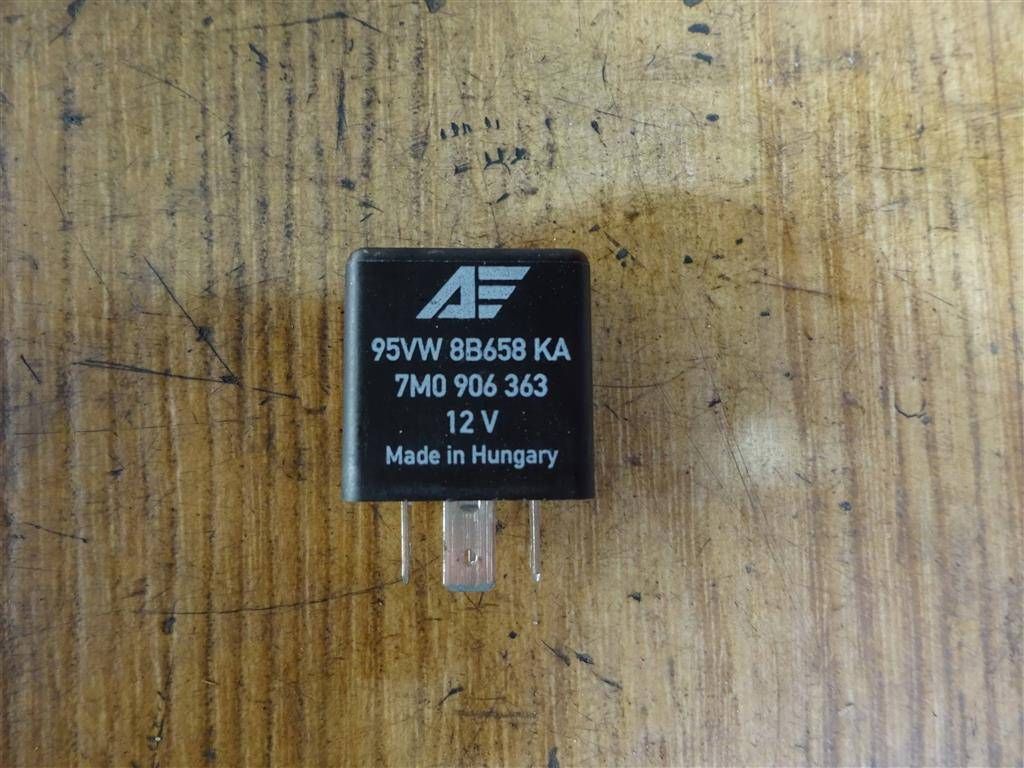 AE
95VW 8B658 KA
7M0 906 363
12 V
Made in Hungary